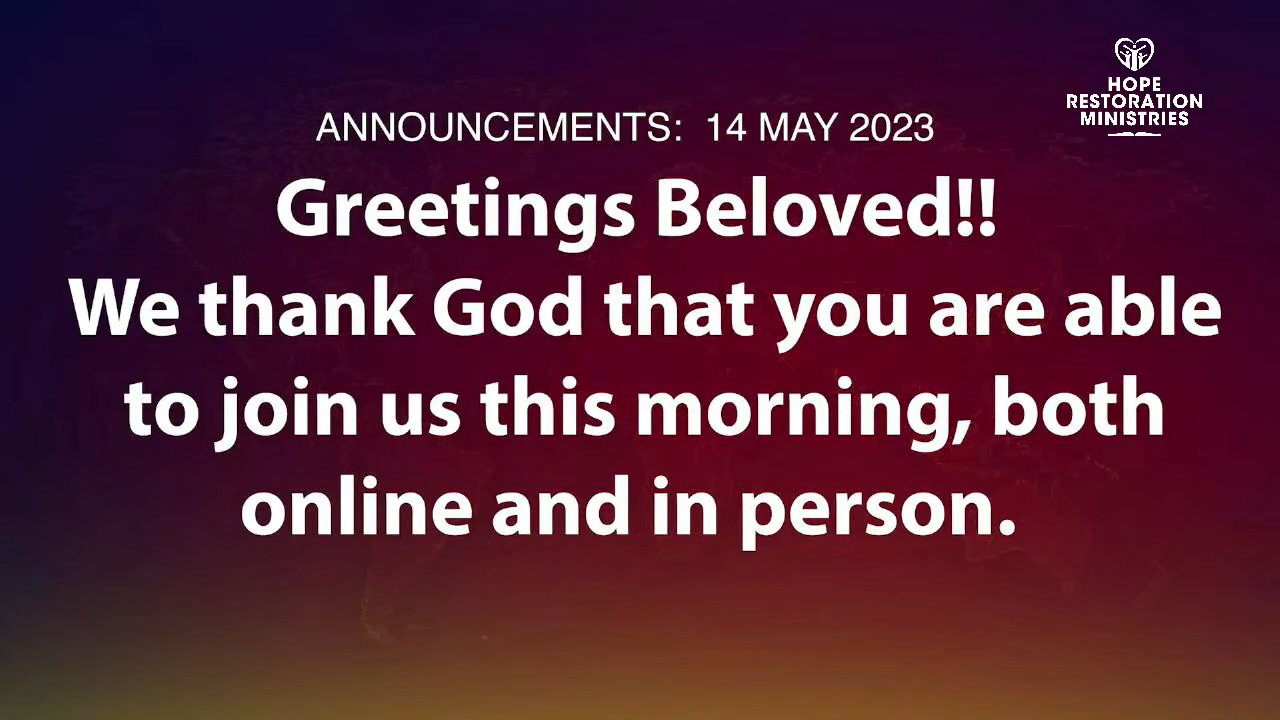 HOPE
RESTORATION
MINISTRIES
ANNOUNCEMENTS:  14 MAY 2023
Greetings Beloved!!
We thank God that you are able
to join us this morning, both
online and in person.